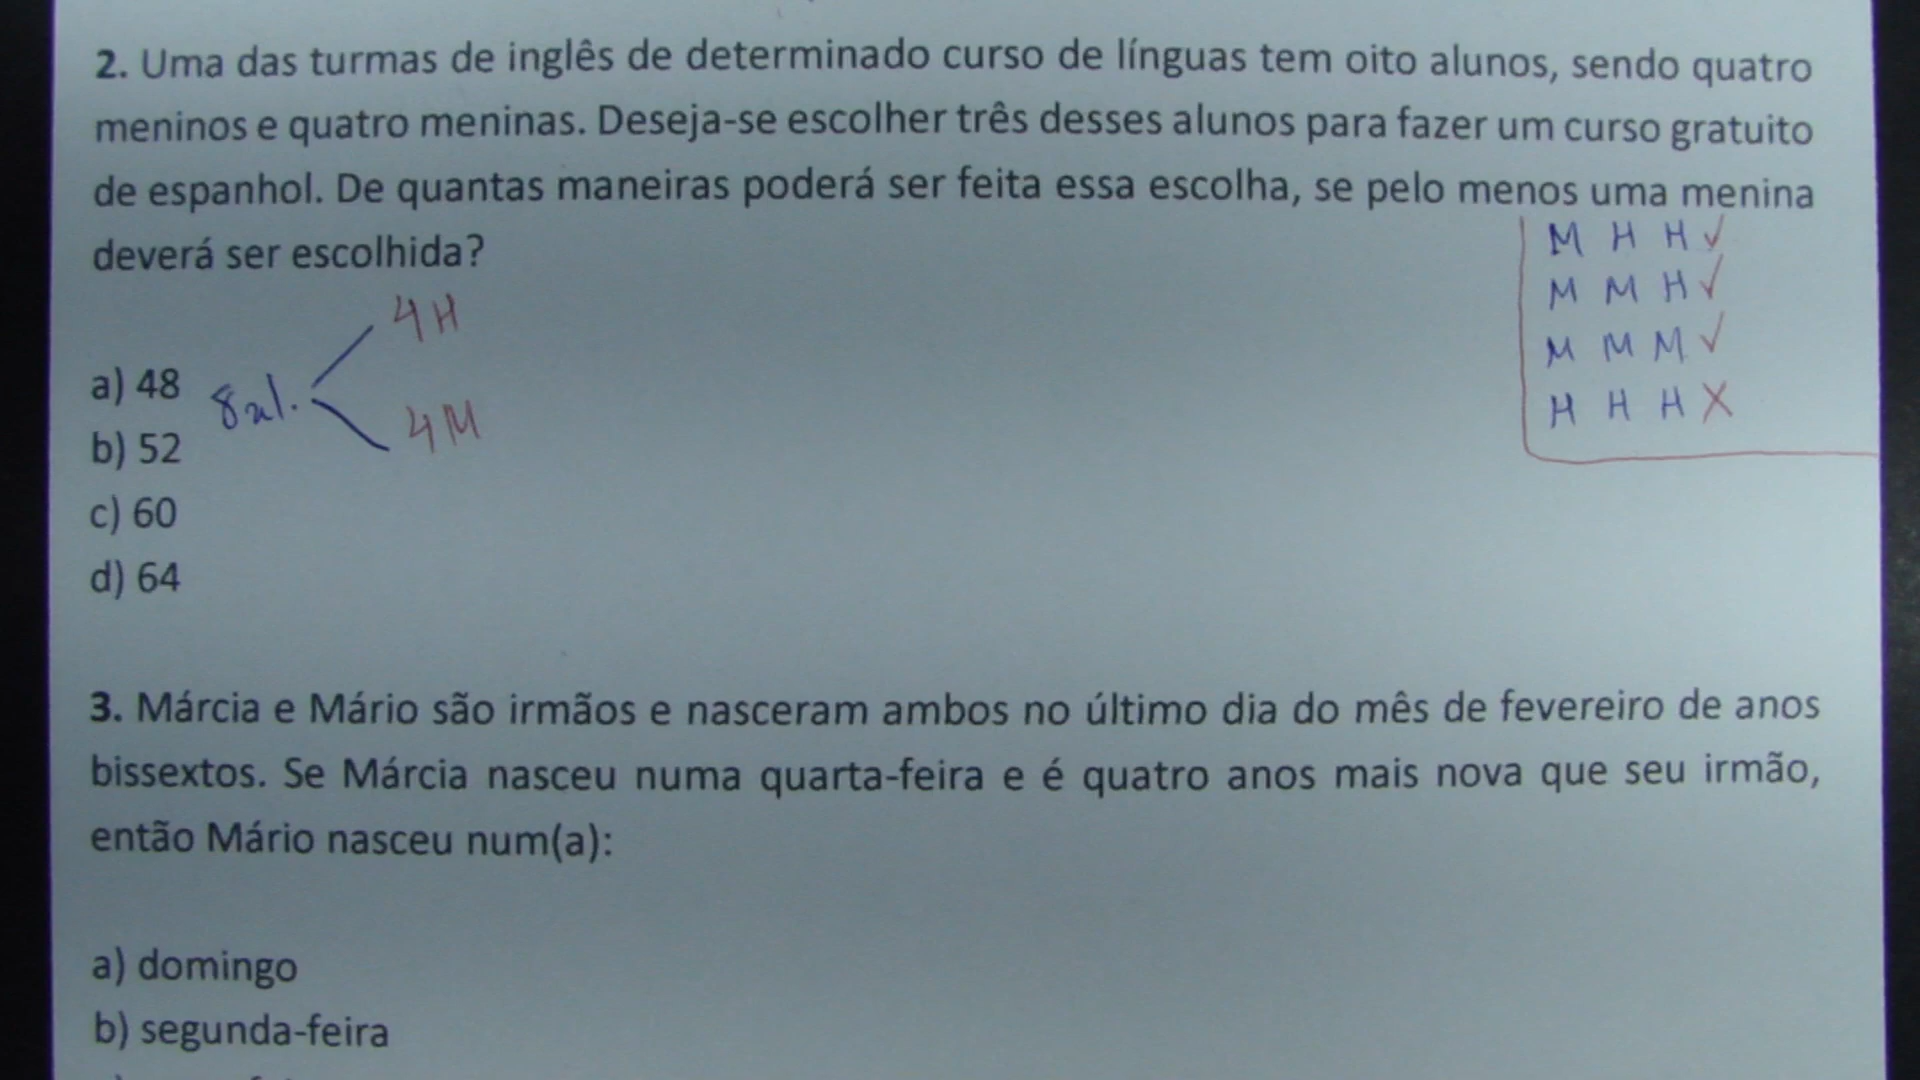 2. Uma das turmas de inglês de determinado curso de línguas tem oito alunos, sendo quatro
meninos e quatro meninas. Deseja-se escolher três desses alunos para fazer um curso gratuito
de espanhol. De quantas maneiras poderá ser feita essa escolha, se pelo menos uma menina
deverá ser escolhida?
M H H ✓
M M H ✓
M M M ✓
H H H X
4H
8al.
4M
a) 48
b) 52
c) 60
d) 64
3. Márcia e Mário são irmãos e nasceram ambos no último dia do mês de fevereiro de anos
bissextos. Se Márcia nasceu numa quarta-feira e é quatro anos mais nova que seu irmão,
então Mário nasceu num(a):
a) domingo
b) segunda-feira